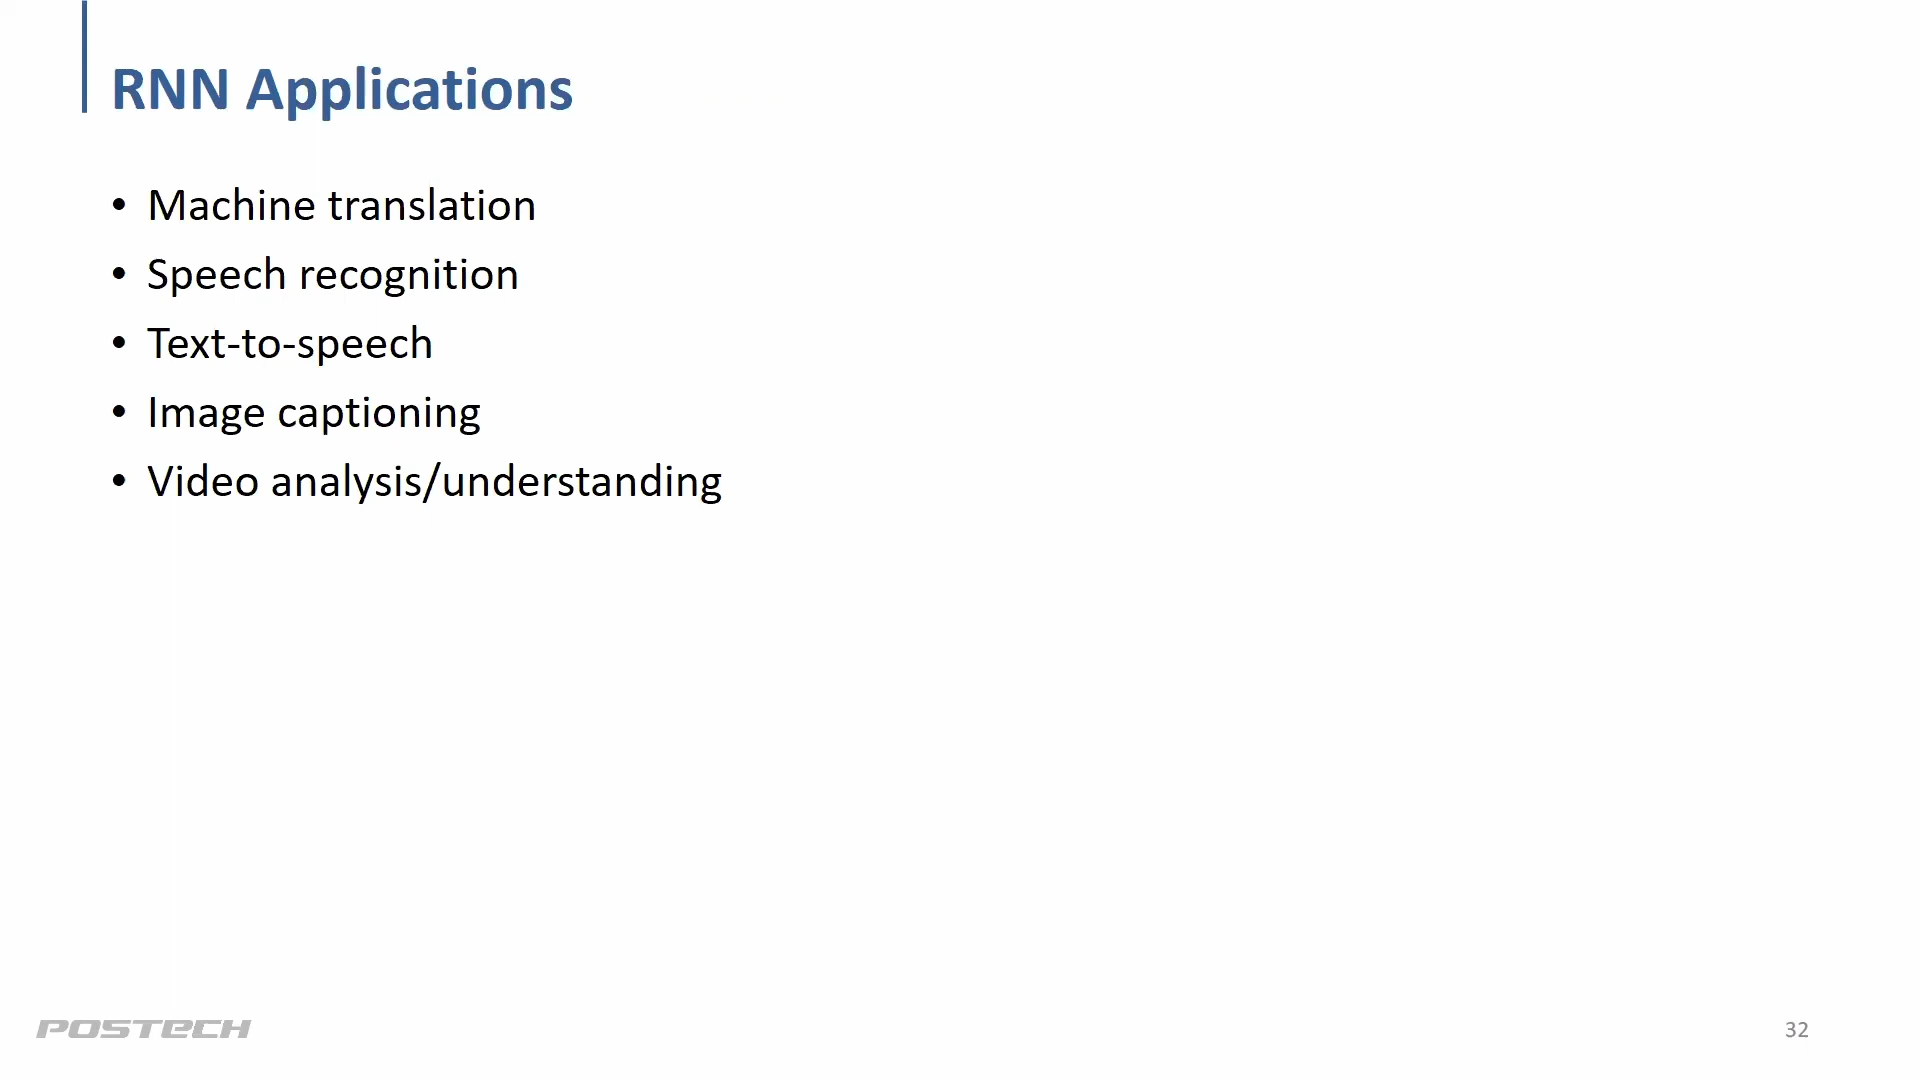 RNN Applications
• Machine translation
• Speech recognition
• Text-to-speech
• Image captioning
• Video analysis/understanding
POSTECH
32